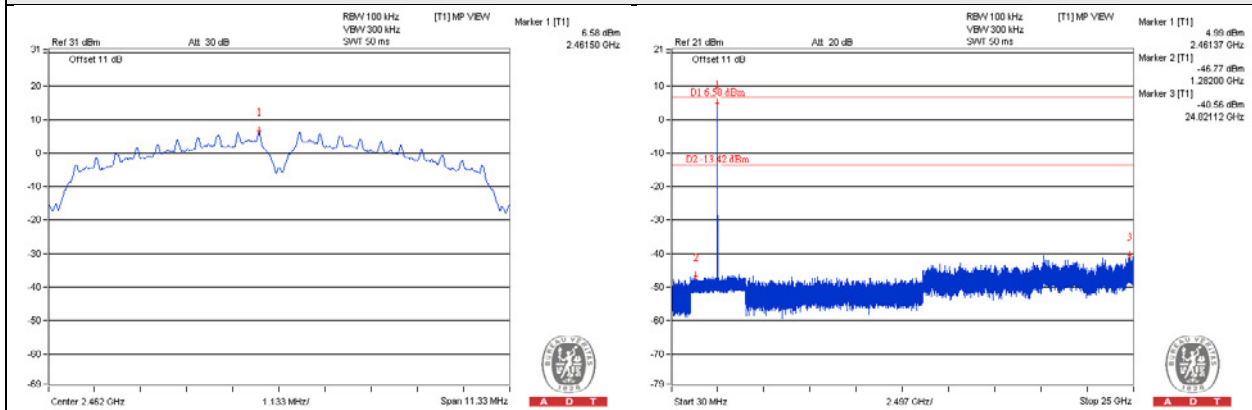 RBW 100 kHz [T1] MP VIEW
VBW 300 kHz
Ref 31 dBm Att 30 dB SWT 50 ms
Marker 1 [T1]
6.58 dBm
2.46150 GHz
31
Offset 11 dB
20
10
0
-10
-20
-30
-40
-50
-60
-69
1
Center 2.462 GHz 1.133 MHz/ Span 11.33 MHz
BUREAU VERITAS
1828
A D T
RBW 100 kHz [T1] MP VIEW
VBW 300 kHz
Ref 21 dBm Att 20 dB SWT 50 ms
Marker 1 [T1]
4.99 dBm
2.46137 GHz
Marker 2 [T1]
-46.77 dBm
1.28200 GHz
Marker 3 [T1]
-40.56 dBm
24.02112 GHz
21
Offset 11 dB
10
0
-10
-20
-30
-40
-50
-60
-70
-79
1
D1 6.58 dBm
D2 -13.42 dBm
2
3
Start 30 MHz 2.497 GHz/ Stop 25 GHz
BUREAU VERITAS
1828
A D T